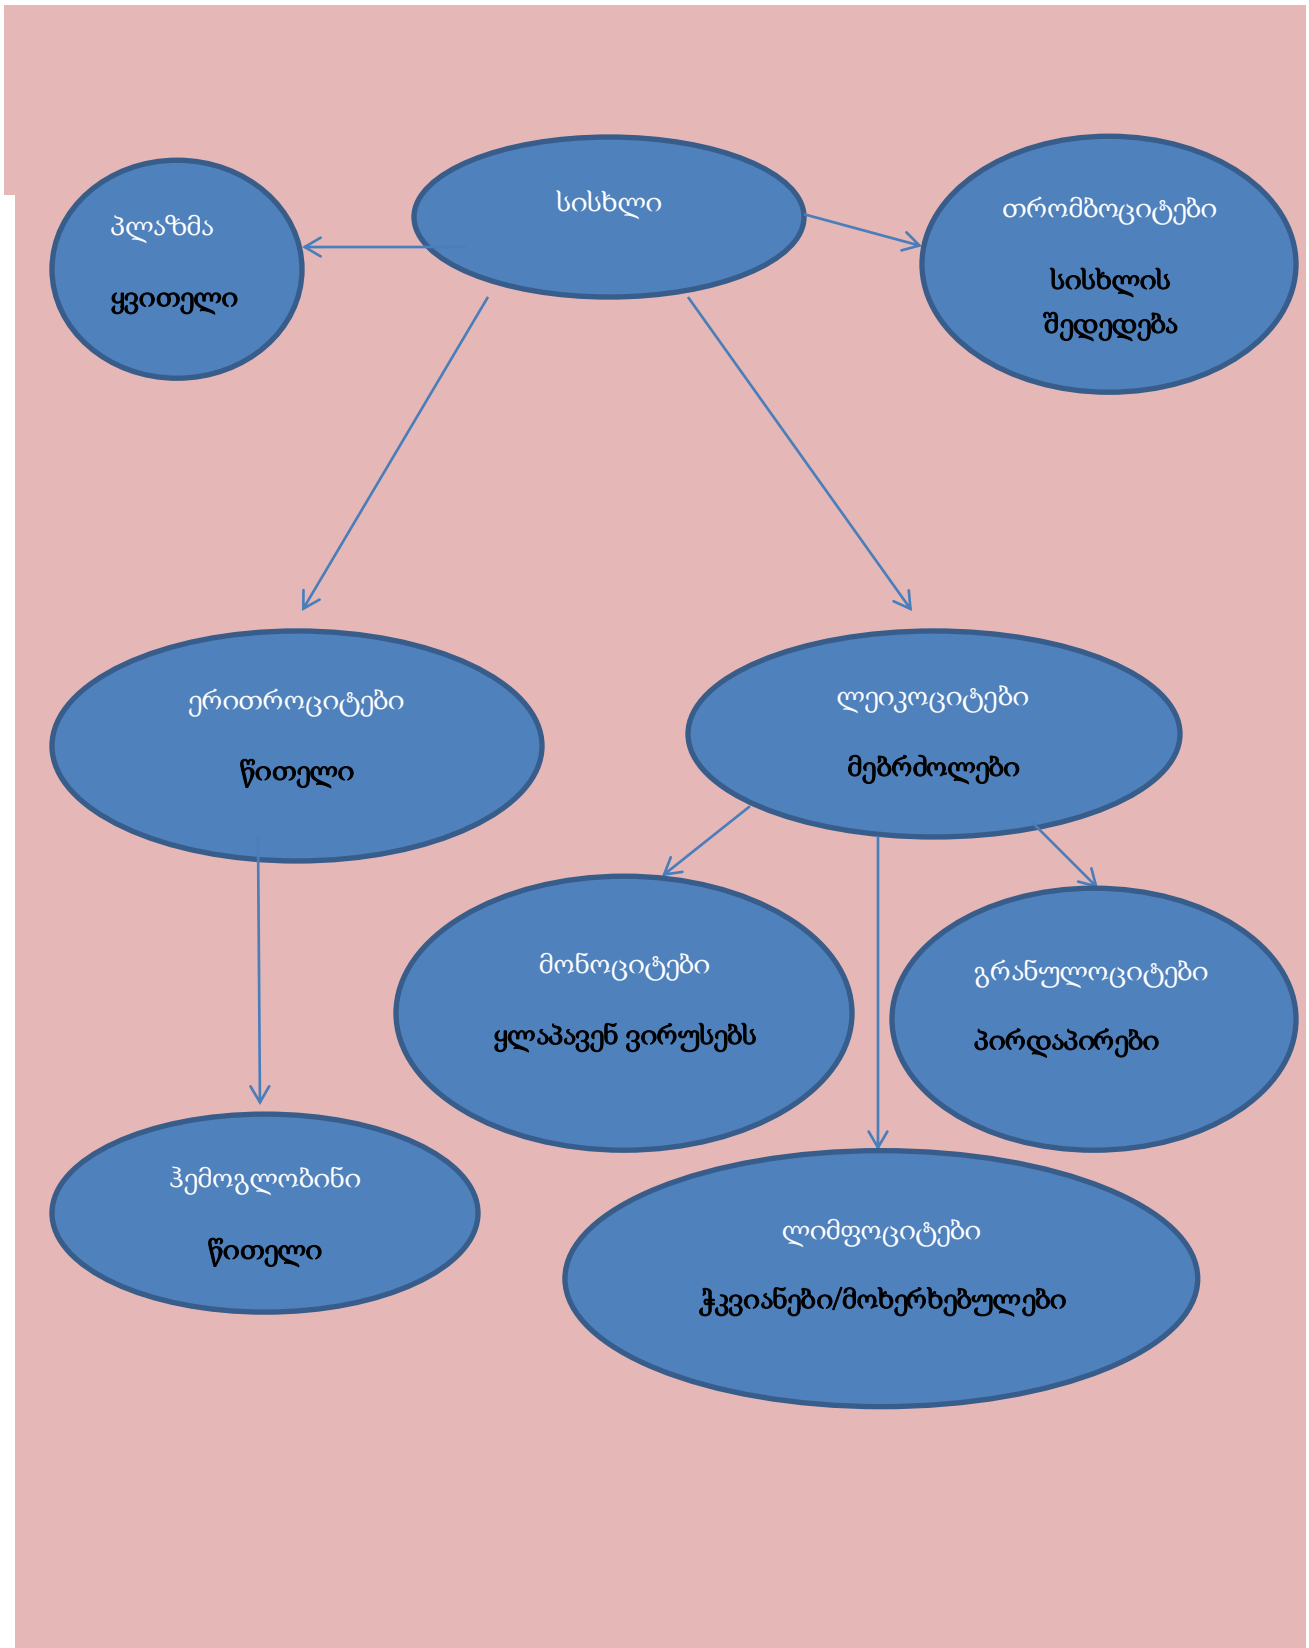 სისხლი
პლაზმა
ყვითელი
თრომბოციტები
სისხლის
შედედება
ერითროციტები
წითელი
ლეიკოციტები
მებრძოლები
მონოციტები
ყლაპავენ ვირუსებს
გრანულოციტები
პირდაპირები
ჰემოგლობინი
წითელი
ლიმფოციტები
ჭკვიანები/მოხერხებულები